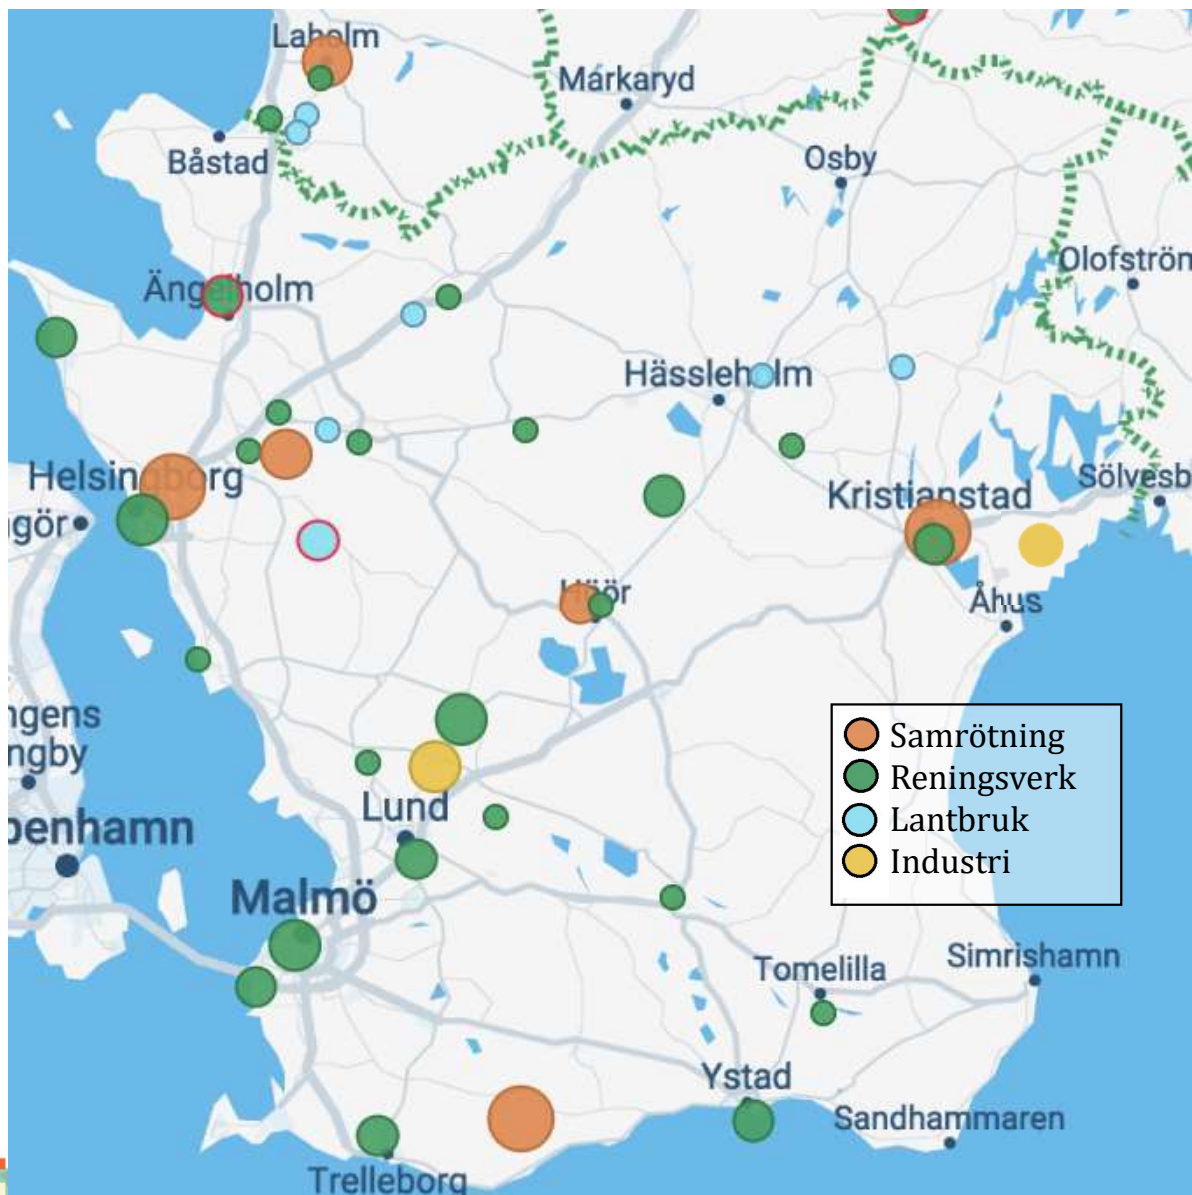 Laholm
Markaryd
Båstad
Osby
Olofström
Ängelholm
Hässleholm
Helsingborg
gör
Kristianstad
Sölvesb
Höör
Åhus
ngens
ngby
Samrötning
Reningsverk
Lantbruk
Industri
Lund
benhamn
Malmö
Simrishamn
Tomelilla
Ystad
Sandhammaren
Trelleborg